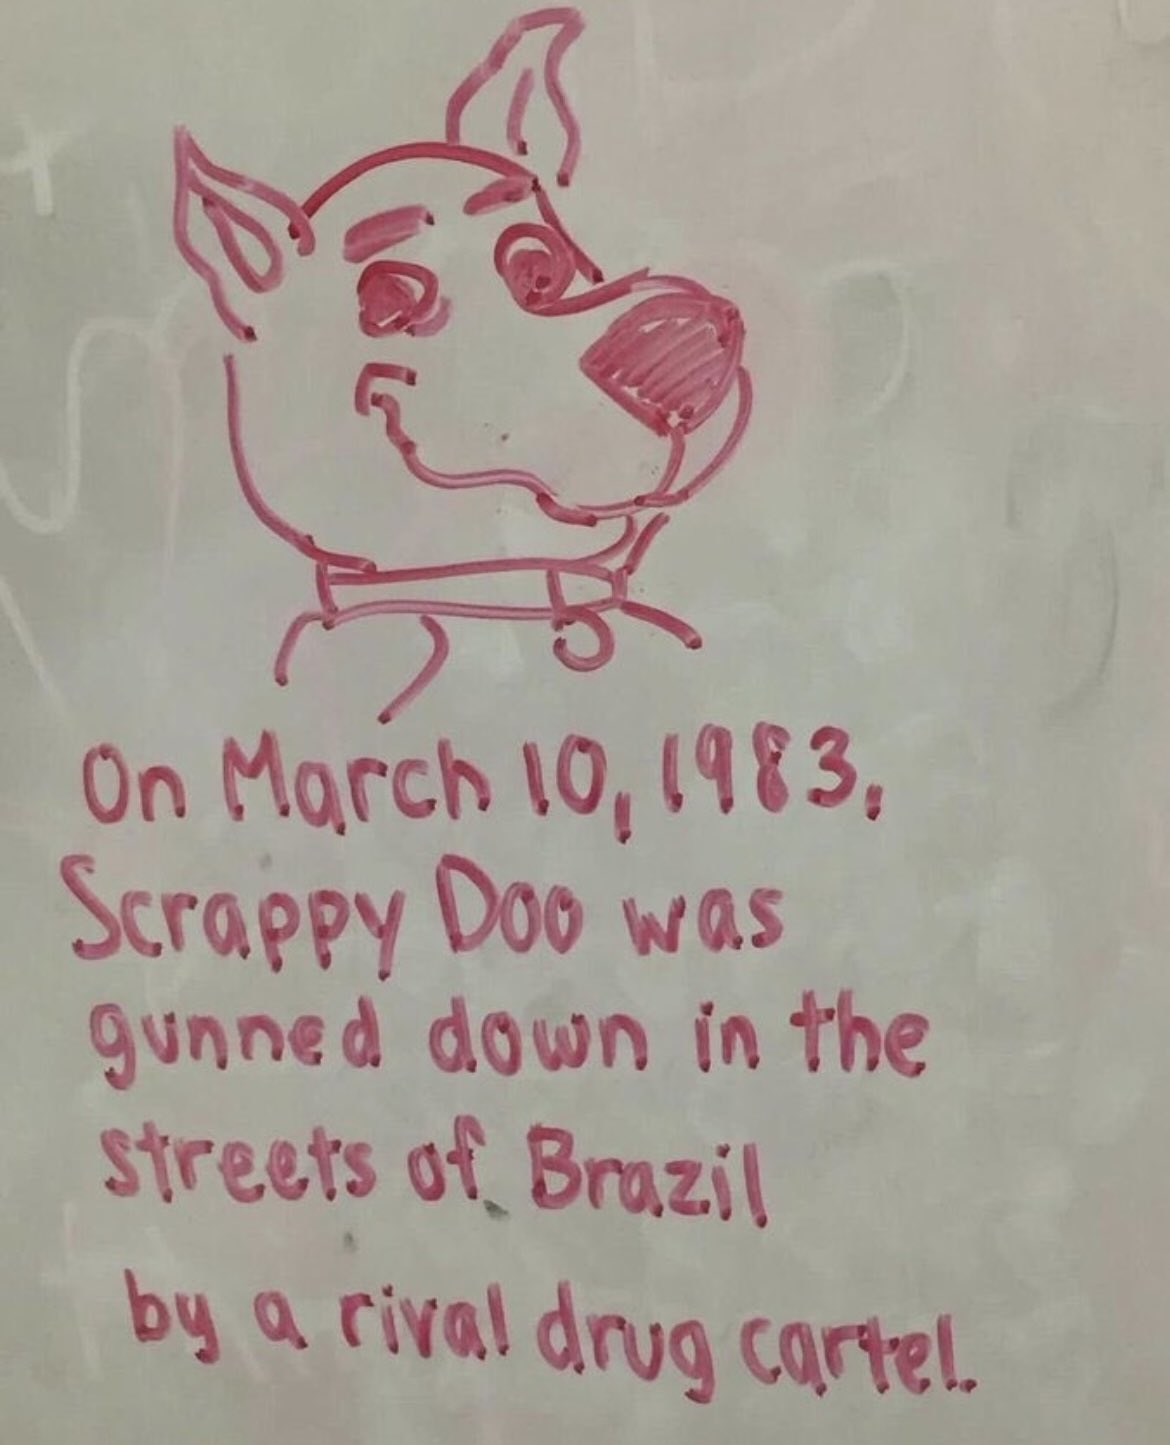 On March 10, 1983,
Scrappy Doo was
gunned down in the
streets of Brazil
by a rival drug cartel.